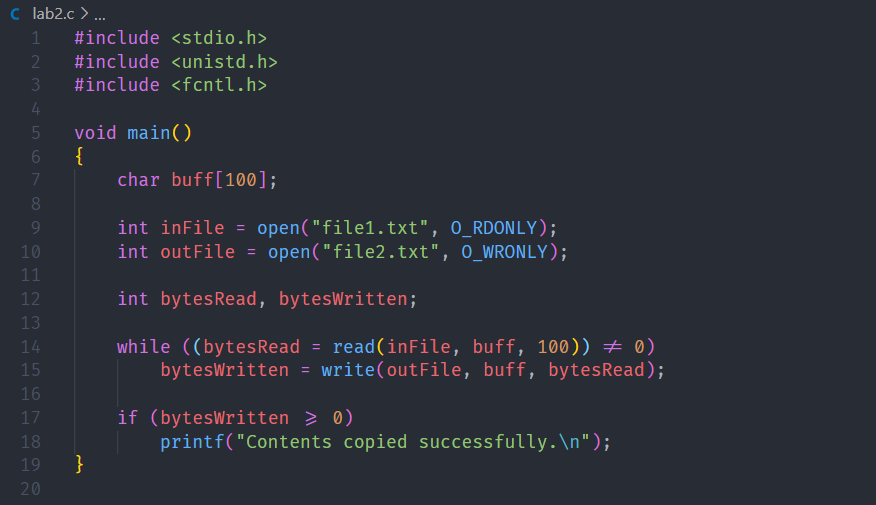 C lab2.c > ...
1 #include <stdio.h>
2 #include <unistd.h>
3 #include <fcntl.h>
4
5 void main()
6 {
7     char buff[100];
8
9     int inFile = open("file1.txt", O_RDONLY);
10     int outFile = open("file2.txt", O_WRONLY);
11
12     int bytesRead, bytesWritten;
13
14     while ((bytesRead = read(inFile, buff, 100)) ≠ 0)
15         bytesWritten = write(outFile, buff, bytesRead);
16
17     if (bytesWritten ⩾ 0)
18         printf("Contents copied successfully.\n");
19 }
20